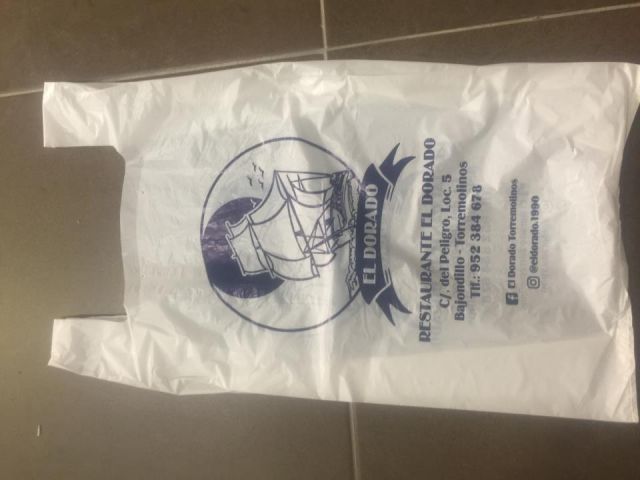 EL DORADO
RESTAURANTE EL DORADO
C/. del Peligro, Loc. 5
Bajondillo - Torremolinos
Tlf.: 952 384 678
El Dorado Torremolinos
@eldorado.1990